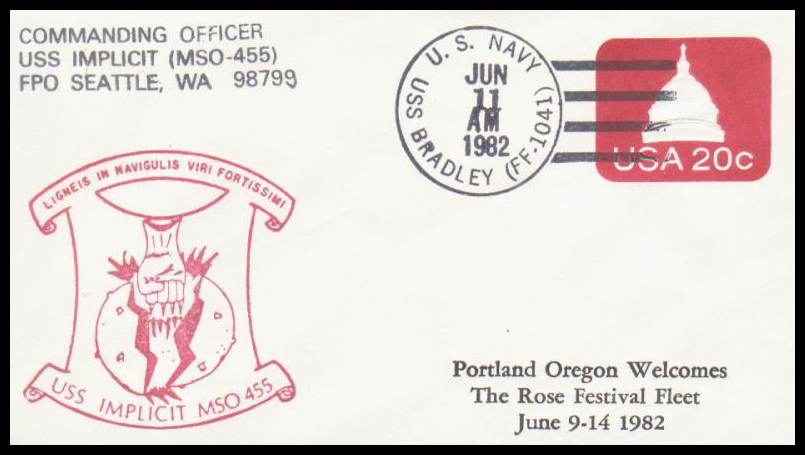 COMMANDING OFFICER
USS IMPLICIT (MSO-455)
FPO SEATTLE, WA 98799
U. S. NAVY
JUN
11
AM
1982
USS BRADLEY (FF-1041)
USA 20c
LIGNEIS IN NAVIGULIS VIRI FORTISSIMI
USS IMPLICIT MSO 455
Portland Oregon Welcomes
The Rose Festival Fleet
June 9-14 1982